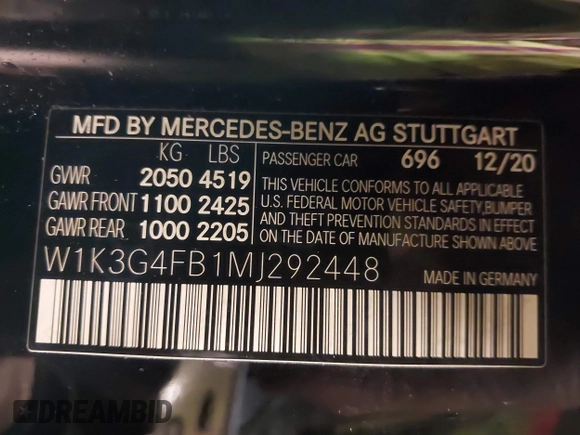 MFD BY MERCEDES-BENZ AG STUTTGART
KG LBS
GWR 2050 4519
GAWR FRONT 1100 2425
GAWR REAR 1000 2205
PASSENGER CAR 696 12/20
THIS VEHICLE CONFORMS TO ALL APPLICABLE
U.S. FEDERAL MOTOR VEHICLE SAFETY, BUMPER
AND THEFT PREVENTION STANDARDS IN EFFECT
ON THE DATE OF MANUFACTURE SHOWN ABOVE.
W1K3G4FB1MJ292448
MADE IN GERMANY
DREAMBID